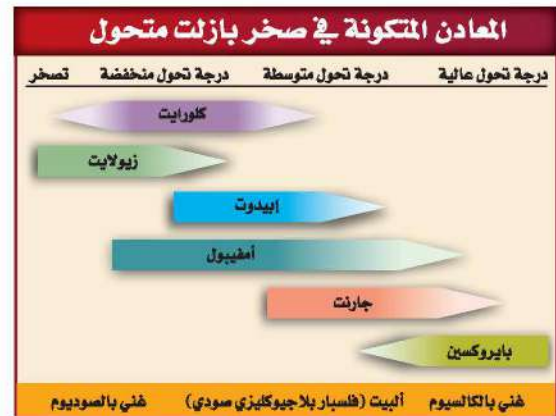 المعادن المتكونة في صخر بازلت متحول
درجة تحول عالية درجة تحول متوسطة درجة تحول منخفضة تصخر
كلورايت
زيولايت
إبيدوت
أمفيبول
جارنت
بايروكسين
غني بالكالسيوم ألبيت (فلسبار بلاجيوكليزي صودي) غني بالصوديوم